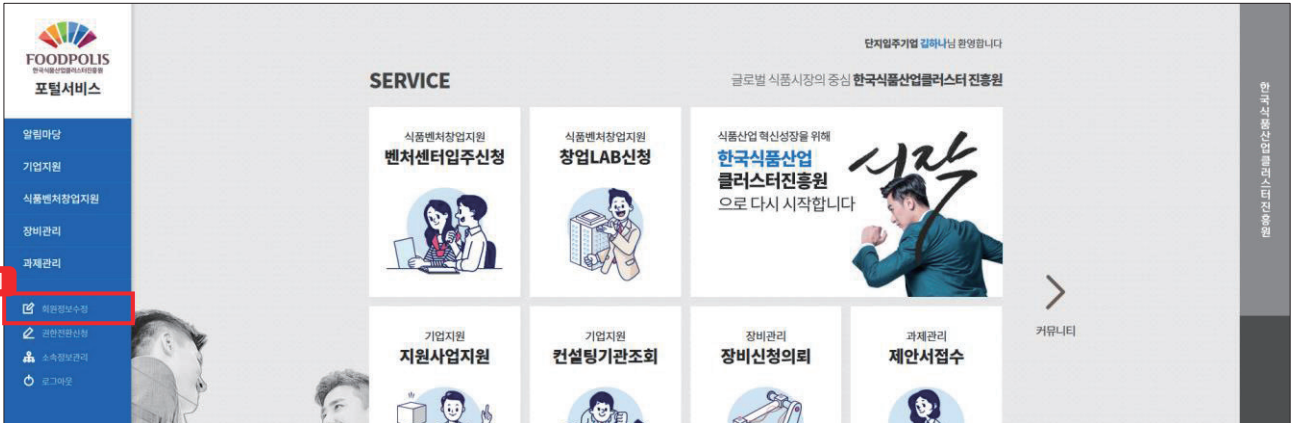 FOODPOLIS
한국식품산업클러스터진흥원
포털서비스
알림마당
기업지원
식품벤처창업지원
장비관리
과제관리
회원정보수정
권한전환신청
소속정보관리
로그아웃
단지입주기업 김하나님 환영합니다
SERVICE
글로벌 식품시장의 중심 한국식품산업클러스터 진흥원
식품벤처창업지원
벤처센터입주신청
식품벤처창업지원
창업LAB신청
식품산업 혁신성장을 위해
한국식품산업
클러스터진흥원
으로 다시 시작합니다
시작
기업지원
지원사업지원
기업지원
컨설팅기관조회
장비관리
장비신청의뢰
과제관리
제안서접수
커뮤니티
한국식품산업클러스터진흥원